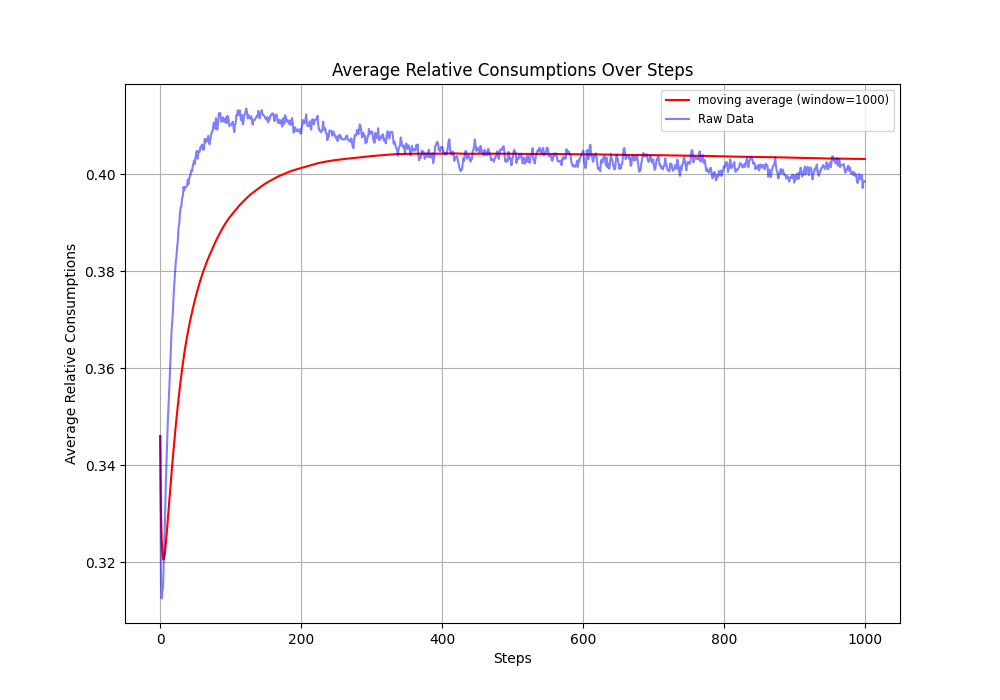 Average Relative Consumptions Over Steps
moving average (window=1000)
Raw Data
Average Relative Consumptions
0.40
0.38
0.36
0.34
0.32
0 200 400 600 800 1000
Steps